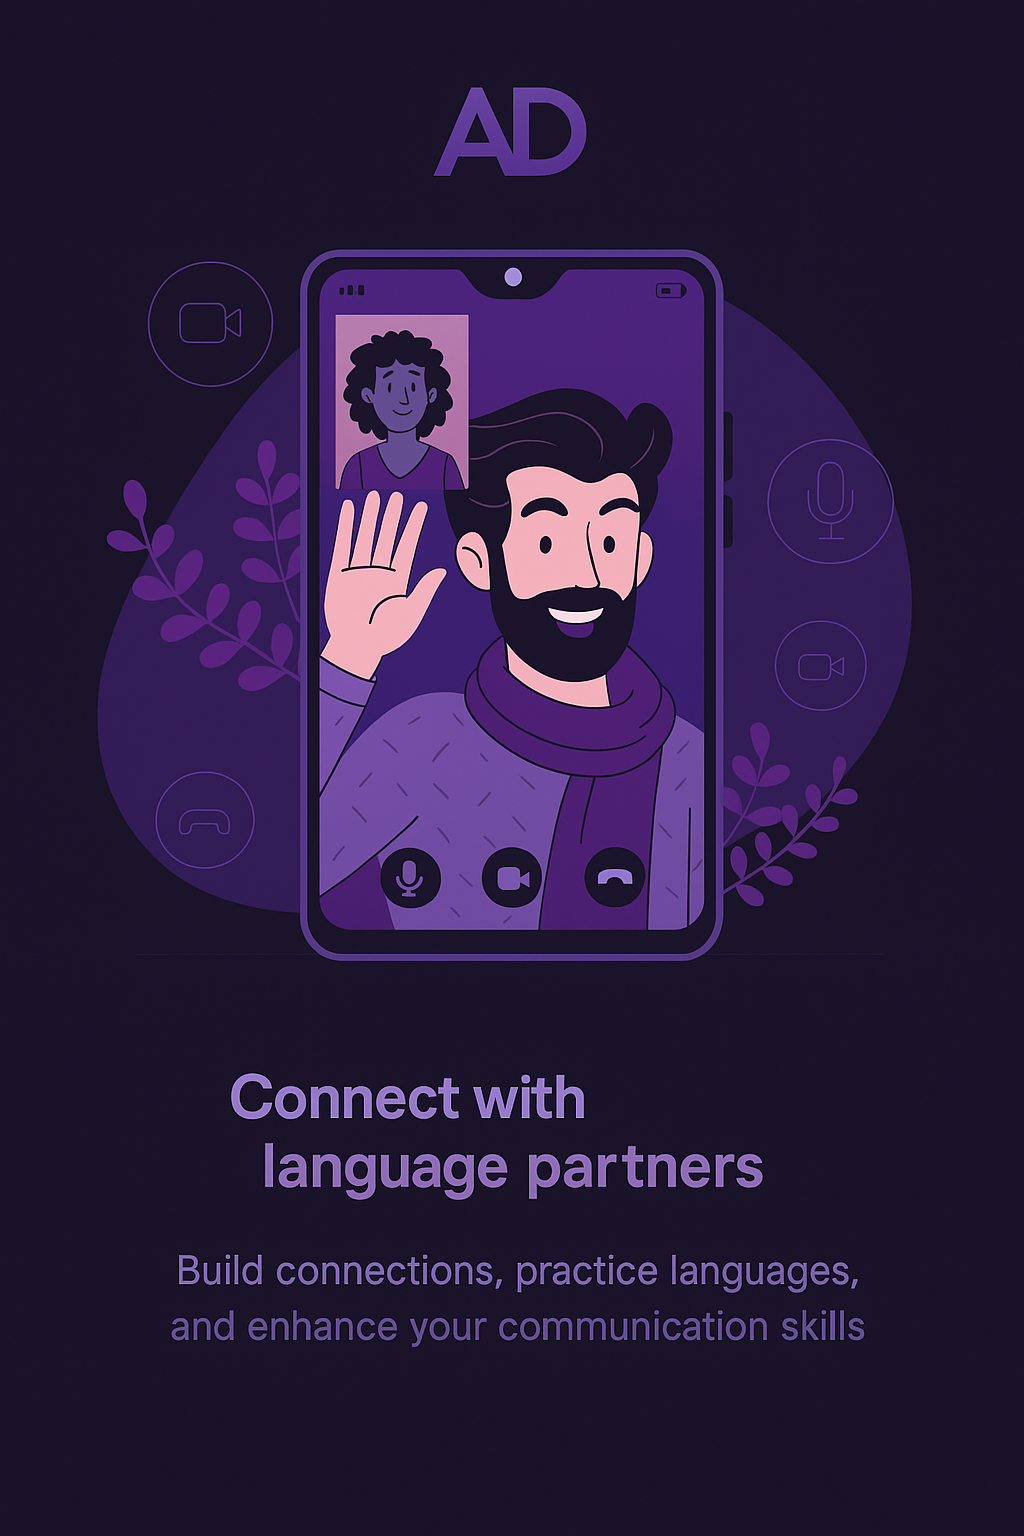 AD
Connect with
language partners
Build connections, practice languages,
and enhance your communication skills